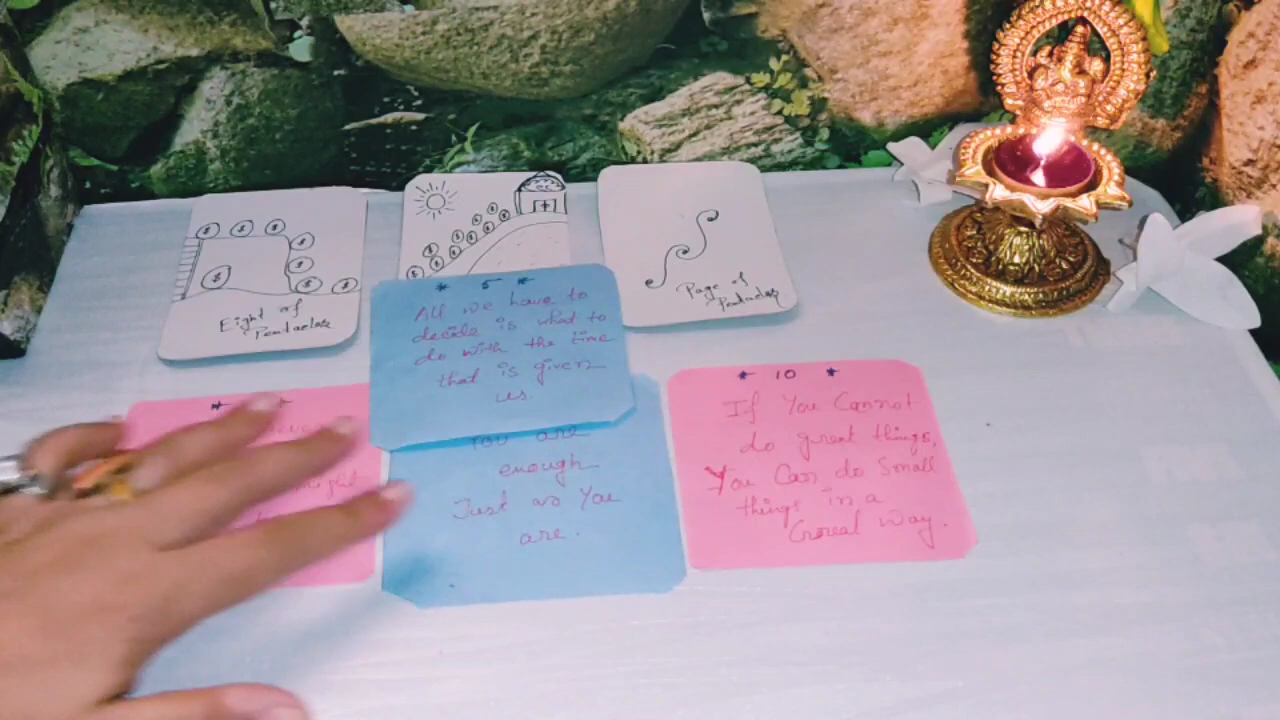 Eight of
Pentacles
Page of
Pentacles
* 5 *
All we have to
decide is what to
do with the time
that is given
us.
You are
enough
Just as You
are.
* 10 *
If You Cannot
do great things,
You Can do Small
things in a
Great Way.